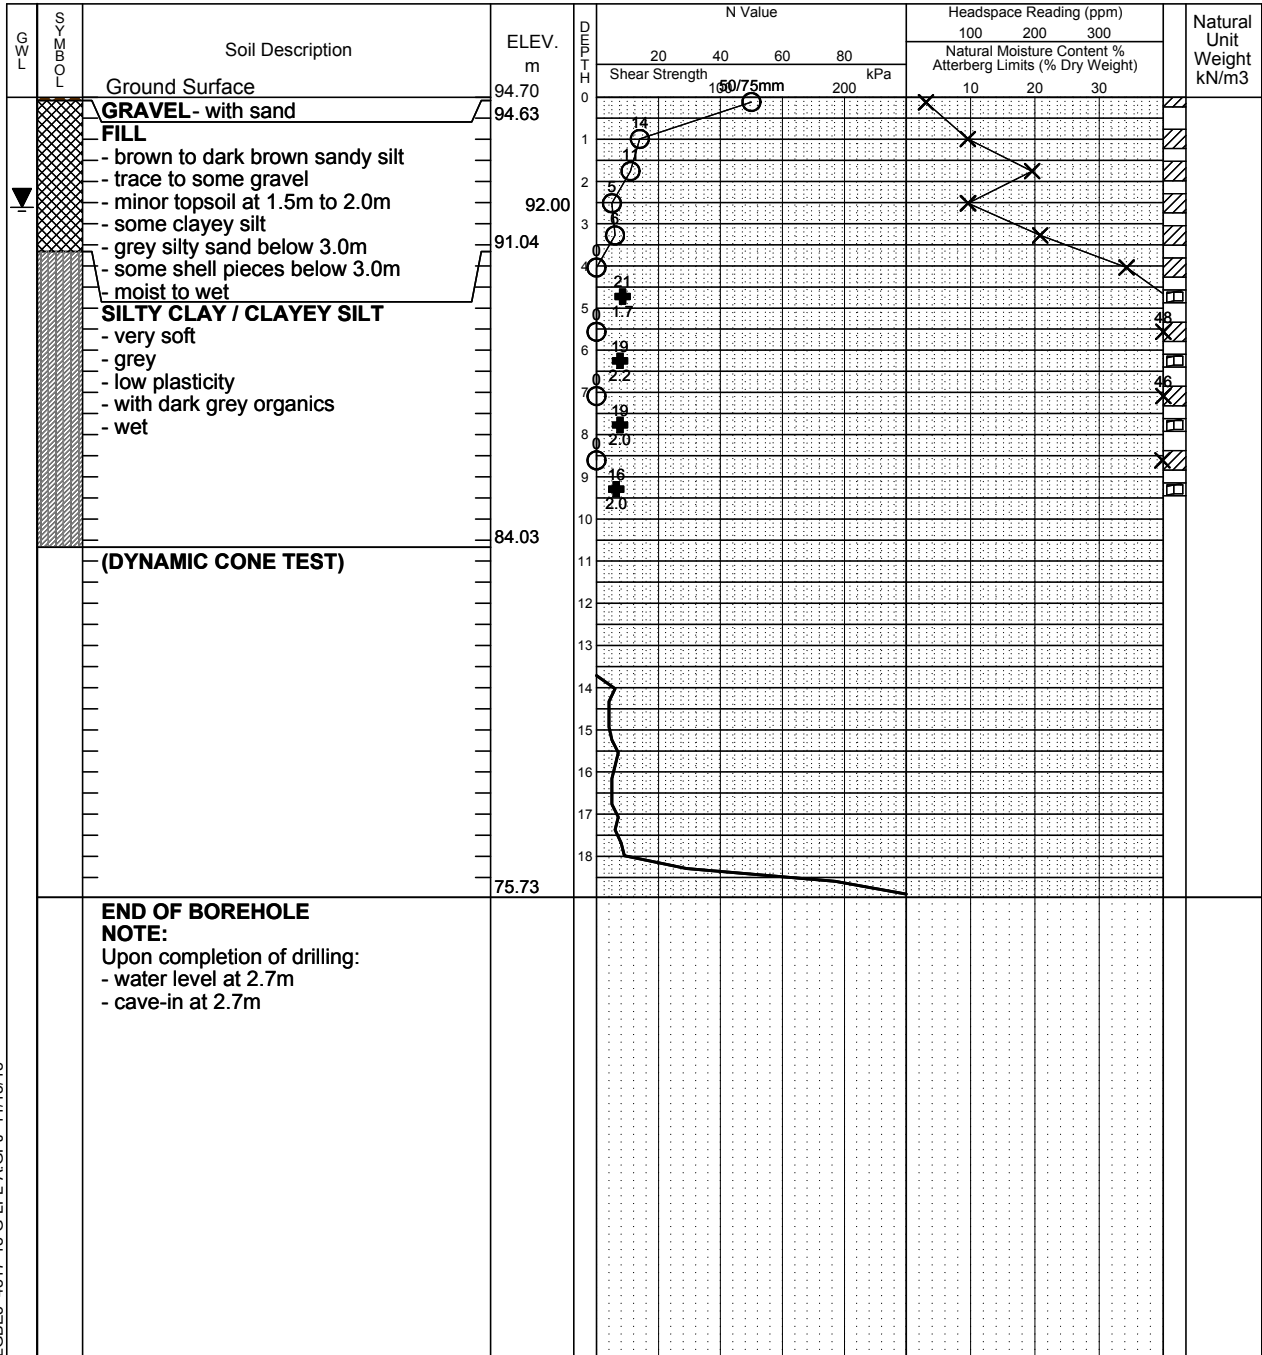 GWL
SYMBOL
Soil Description
Ground Surface
ELEV.
m
DEPTH
N Value
20 40 60 80
Shear Strength kPa
100 200
Headspace Reading (ppm)
100 200 300
Natural Moisture Content %
Atterberg Limits (% Dry Weight)
10 20 30
Natural
Unit
Weight
kN/m3
94.70
GRAVEL - with sand
94.63
FILL
- brown to dark brown sandy silt
- trace to some gravel
- minor topsoil at 1.5m to 2.0m
92.00
- some clayey silt
- grey silty sand below 3.0m
91.04
- some shell pieces below 3.0m
- moist to wet
SILTY CLAY / CLAYEY SILT
- very soft
- grey
- low plasticity
- with dark grey organics
- wet
84.03
(DYNAMIC CONE TEST)
75.73
END OF BOREHOLE
NOTE:
Upon completion of drilling:
- water level at 2.7m
- cave-in at 2.7m
0
1
2
3
4
5
6
7
8
9
10
11
12
13
14
15
16
17
18
50/75mm
14
11
5
6
0
21
1.7
0
19
2.2
0
19
2.0
0
16
2.0
48
46